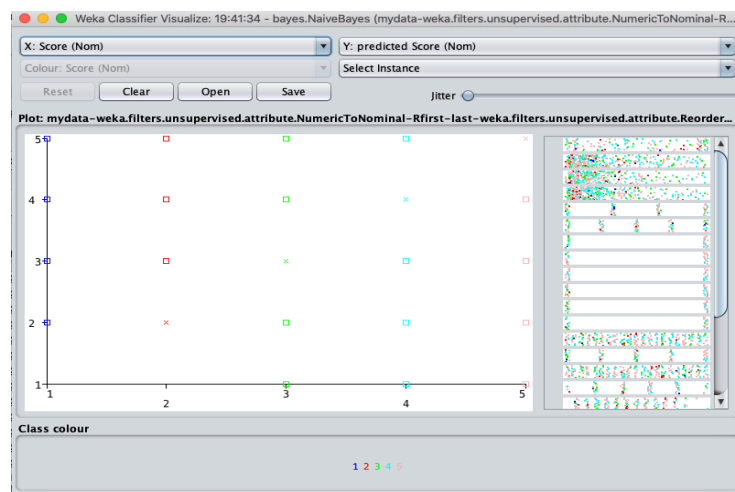 Weka Classifier Visualize: 19:41:34 - bayes.NaiveBayes (mydata-weka.filters.unsupervised.attribute.NumericToNominal-R...
X: Score (Nom)
Y: predicted Score (Nom)
Colour: Score (Nom)
Select Instance
Reset
Clear
Open
Save
Jitter
Plot: mydata-weka.filters.unsupervised.attribute.NumericToNominal-Rfirst-last-weka.filters.unsupervised.attribute.Reorder...
5
4
3
2
1
1
2
3
4
5
Class colour
1 2 3 4 5